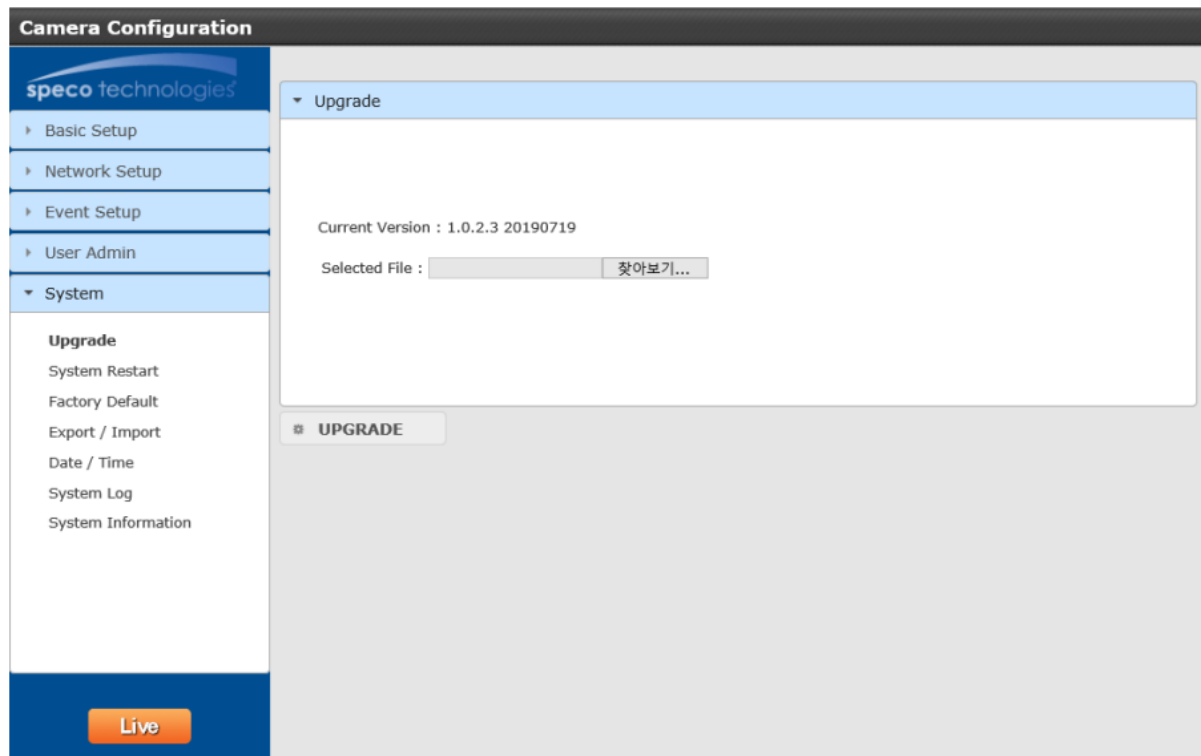 Camera Configuration
speco technologies
Basic Setup
Network Setup
Event Setup
User Admin
System
Upgrade
System Restart
Factory Default
Export / Import
Date / Time
System Log
System Information
Live
Upgrade
Current Version : 1.0.2.3 20190719
Selected File : 찾아보기...
UPGRADE